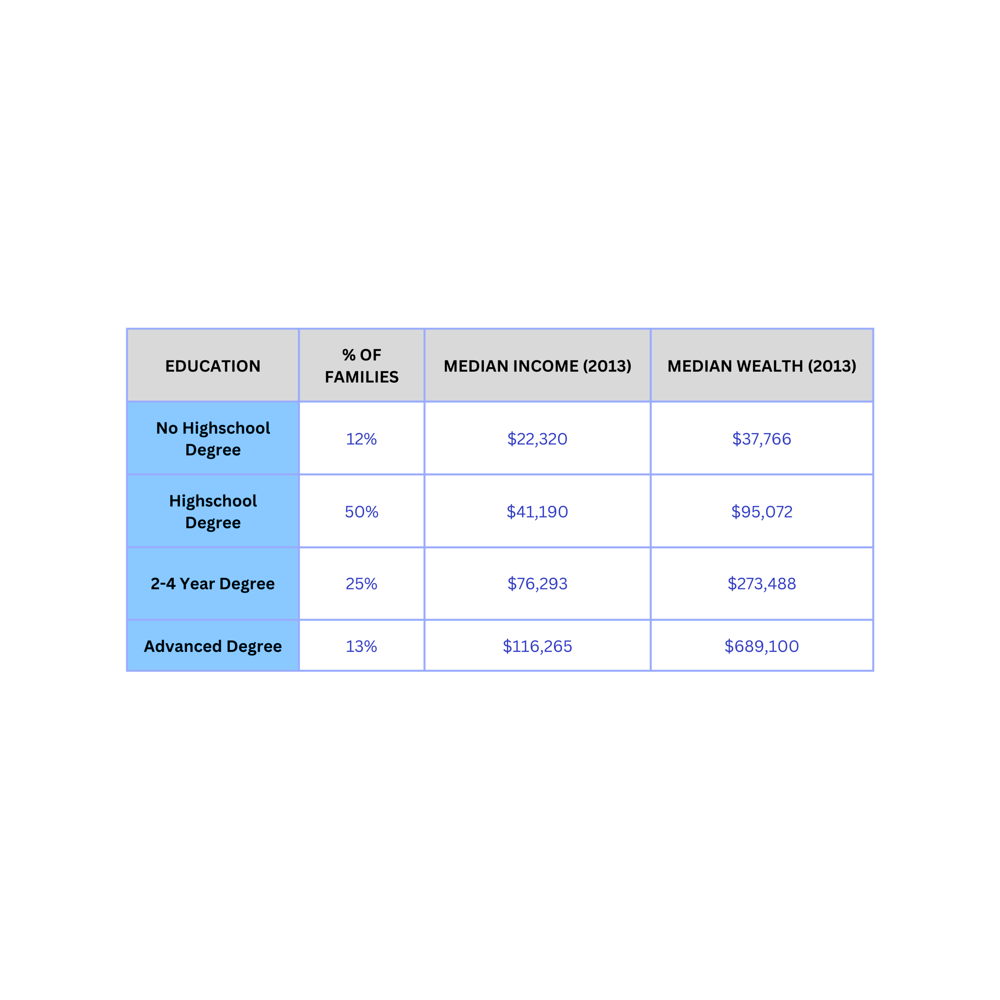 EDUCATION
% OF
FAMILIES
MEDIAN INCOME (2013)
MEDIAN WEALTH (2013)
No Highschool
Degree
12%
$22,320
$37,766
Highschool
Degree
50%
$41,190
$95,072
2-4 Year Degree
25%
$76,293
$273,488
Advanced Degree
13%
$116,265
$689,100